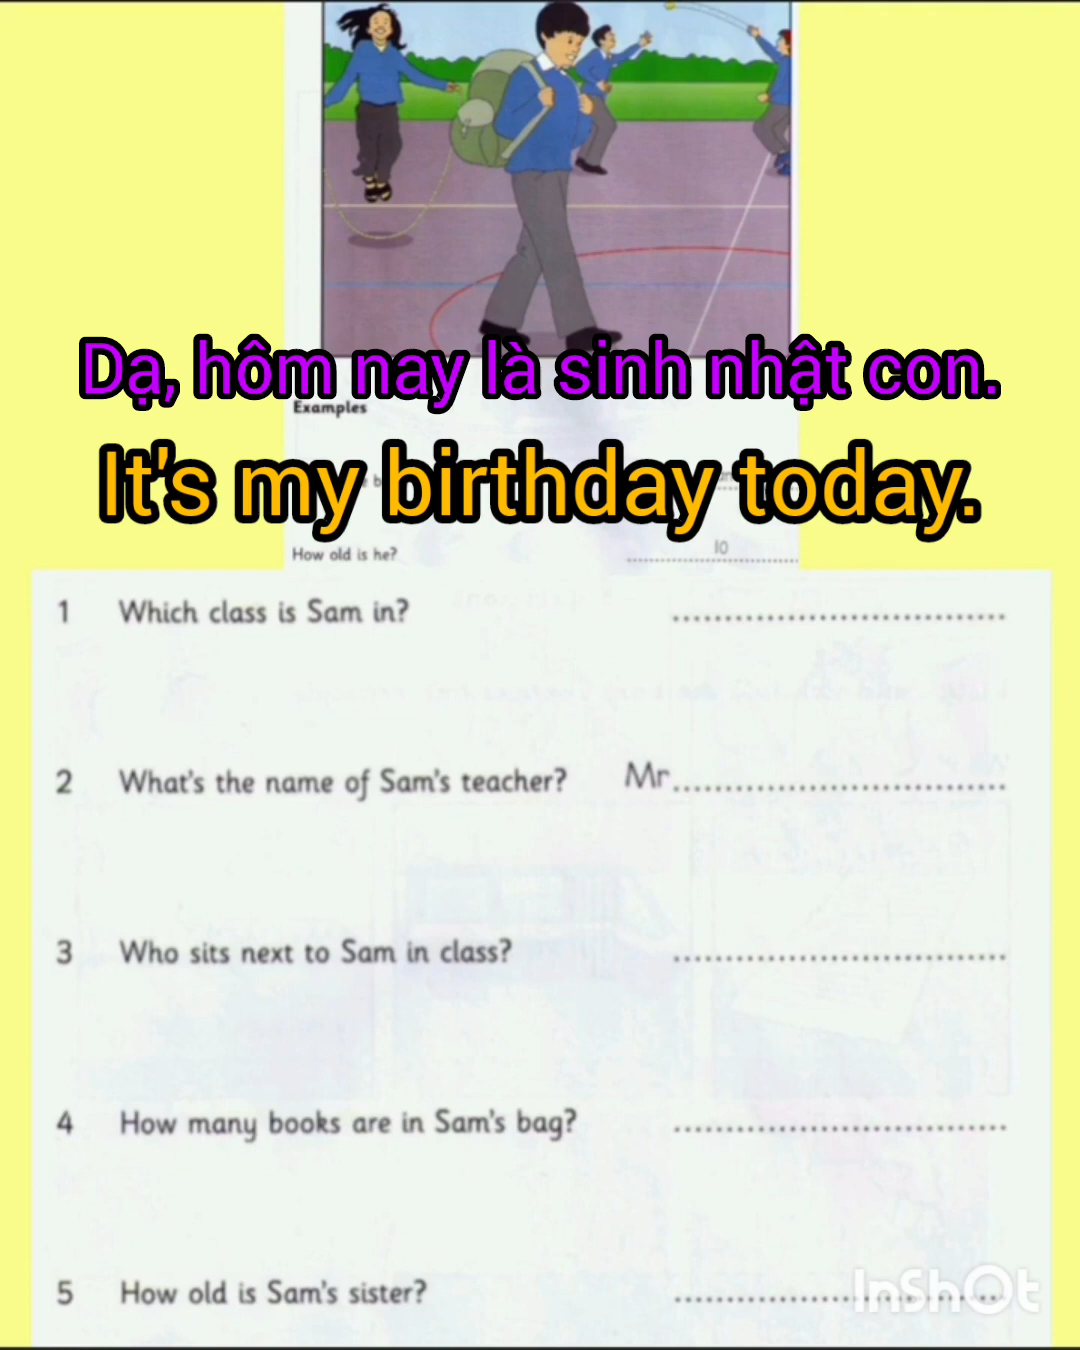 Dạ, hôm nay là sinh nhật con.
Examples
It's my birthday today.
How old is he? 10
1 Which class is Sam in?
2 What's the name of Sam's teacher? Mr
3 Who sits next to Sam in class?
4 How many books are in Sam's bag?
5 How old is Sam's sister?
InShOt